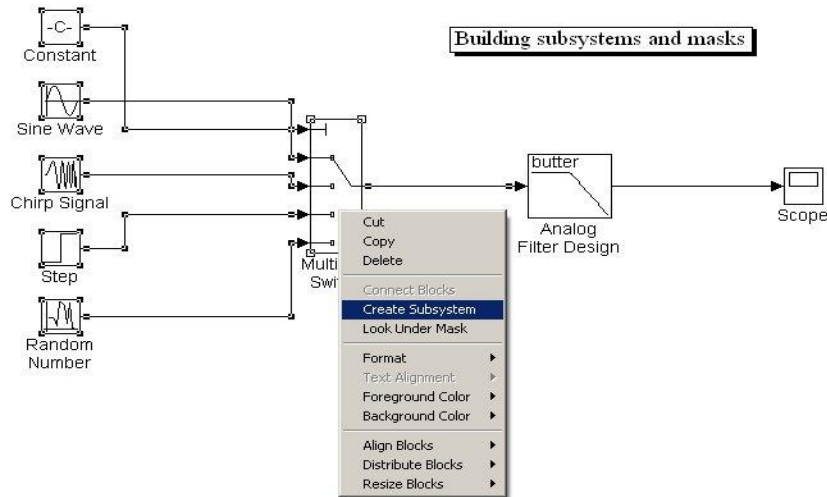 -C-
Constant
Building subsystems and masks
Sine Wave
Chirp Signal
butter
Step
Analog
Filter Design
Scope
Random
Number
Cut
Copy
Delete
Connect Blocks
Create Subsystem
Look Under Mask
Format
Text Alignment
Foreground Color
Background Color
Align Blocks
Distribute Blocks
Resize Blocks